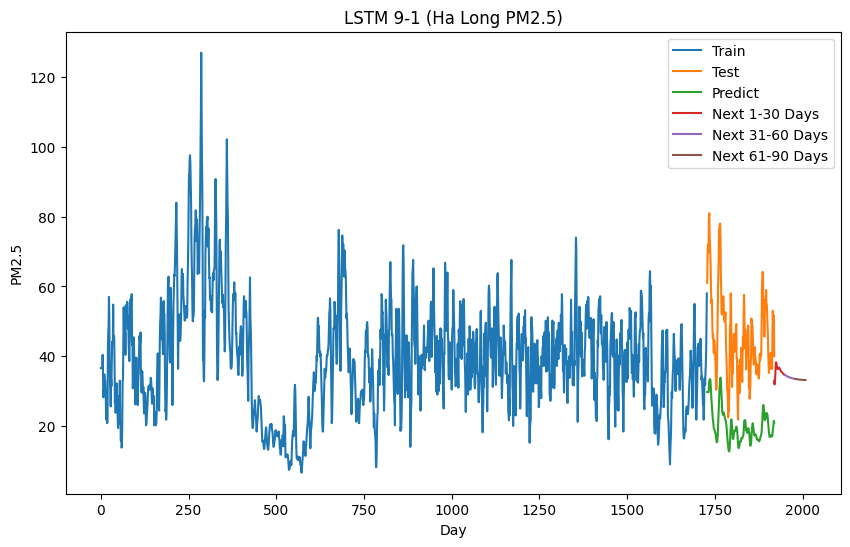 LSTM 9-1 (Ha Long PM2.5)
Train
Test
Predict
Next 1-30 Days
Next 31-60 Days
Next 61-90 Days
PM2.5
120
100
80
60
40
20
0
250
500
750
1000
1250
1500
1750
2000
Day